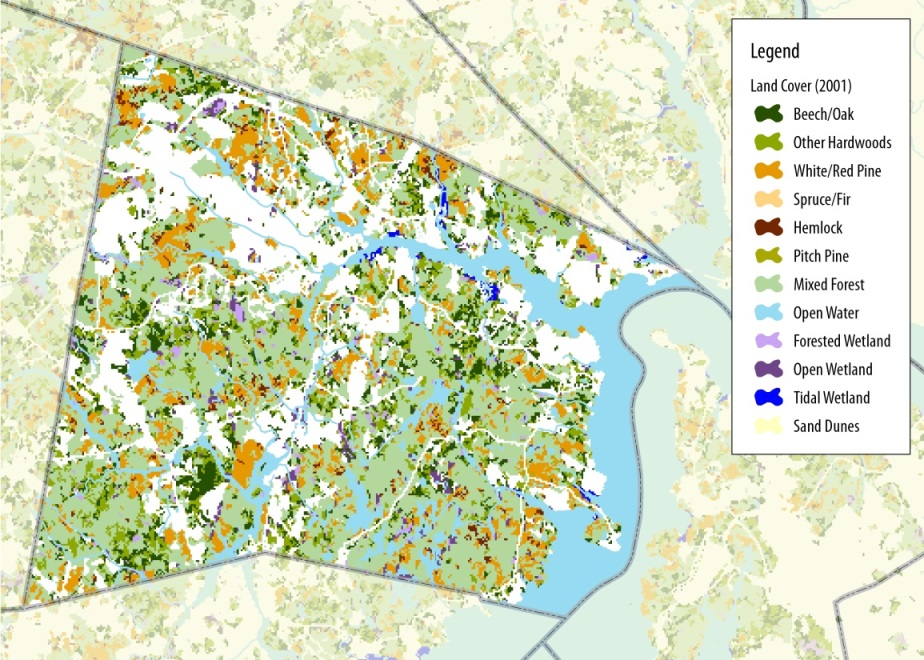 Legend
Land Cover (2001)
Beech/Oak
Other Hardwoods
White/Red Pine
Spruce/Fir
Hemlock
Pitch Pine
Mixed Forest
Open Water
Forested Wetland
Open Wetland
Tidal Wetland
Sand Dunes